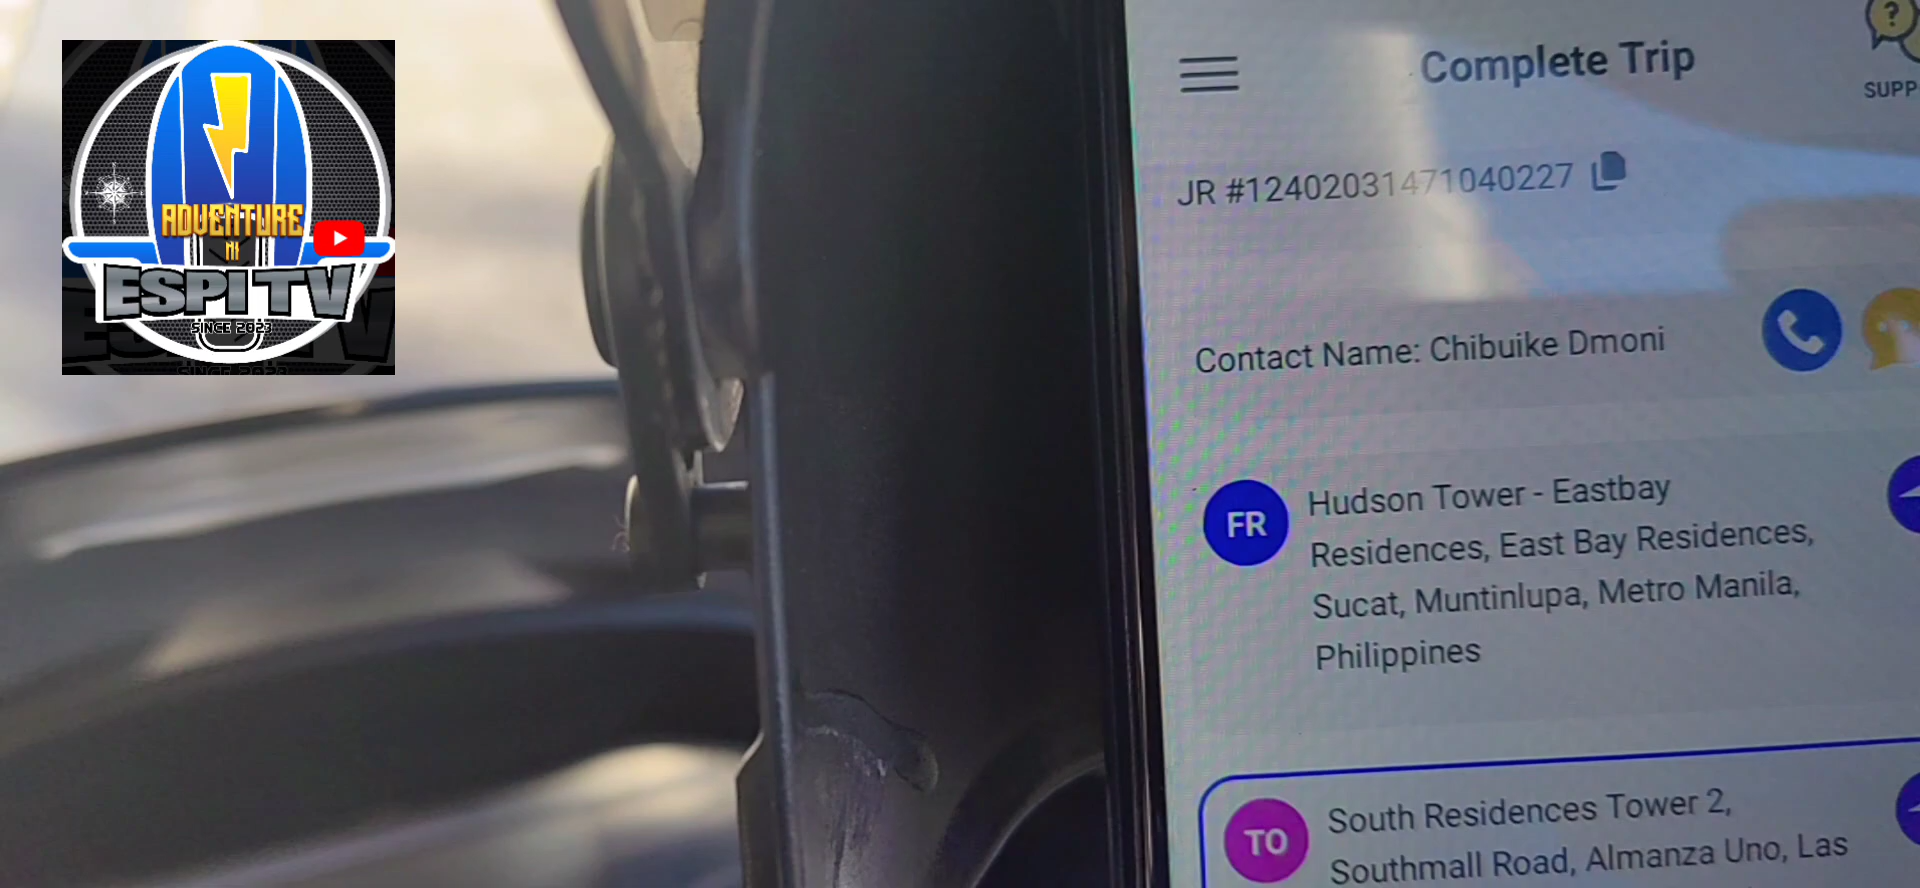 ADVENTURE
NI
ESPI TV
SINCE 2023
Complete Trip
?
SUPP
JR #12402031471040227
Contact Name: Chibuike Dmoni
FR
Hudson Tower - Eastbay
Residences, East Bay Residences,
Sucat, Muntinlupa, Metro Manila,
Philippines
TO
South Residences Tower 2,
Southmall Road, Almanza Uno, Las